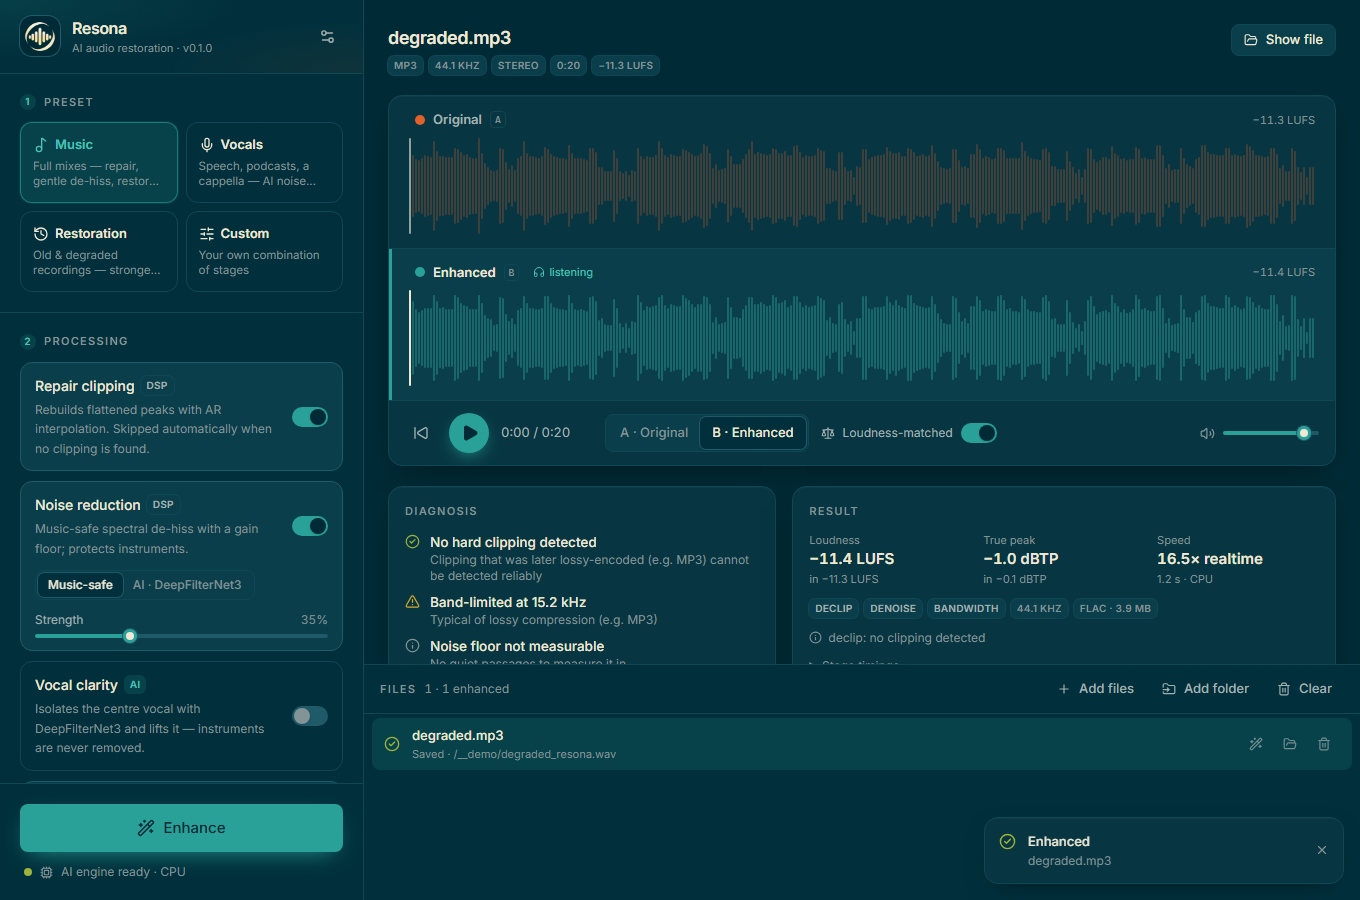 Resona
AI audio restoration · v0.1.0
1 PRESET
Music
Full mixes — repair,
gentle de-hiss, restor...
Vocals
Speech, podcasts, a
cappella — AI noise...
Restoration
Old & degraded
recordings — stronge...
Custom
Your own combination
of stages
2 PROCESSING
Repair clipping DSP
Rebuilds flattened peaks with AR
interpolation. Skipped automatically when
no clipping is found.
Noise reduction DSP
Music-safe spectral de-hiss with a gain
floor; protects instruments.
Music-safe AI · DeepFilterNet3
Strength 35%
Vocal clarity AI
Isolates the centre vocal with
DeepFilterNet3 and lifts it — instruments
are never removed.
Enhance
AI engine ready · CPU
degraded.mp3
MP3 44.1 KHZ STEREO 0:20 −11.3 LUFS
Show file
Original A −11.3 LUFS
Enhanced B listening −11.4 LUFS
0:00 / 0:20 A · Original B · Enhanced Loudness-matched
DIAGNOSIS
No hard clipping detected
Clipping that was later lossy-encoded (e.g. MP3) cannot
be detected reliably
Band-limited at 15.2 kHz
Typical of lossy compression (e.g. MP3)
Noise floor not measurable
No quiet passages to measure it in
RESULT
Loudness True peak Speed
−11.4 LUFS −1.0 dBTP 16.5× realtime
in −11.3 LUFS in −0.1 dBTP 1.2 s · CPU
DECLIP DENOISE BANDWIDTH 44.1 KHZ FLAC · 3.9 MB
declip: no clipping detected
Stage timings
FILES 1 · 1 enhanced
Add files Add folder Clear
degraded.mp3
Saved · /__demo/degraded_resona.wav
Enhanced
degraded.mp3